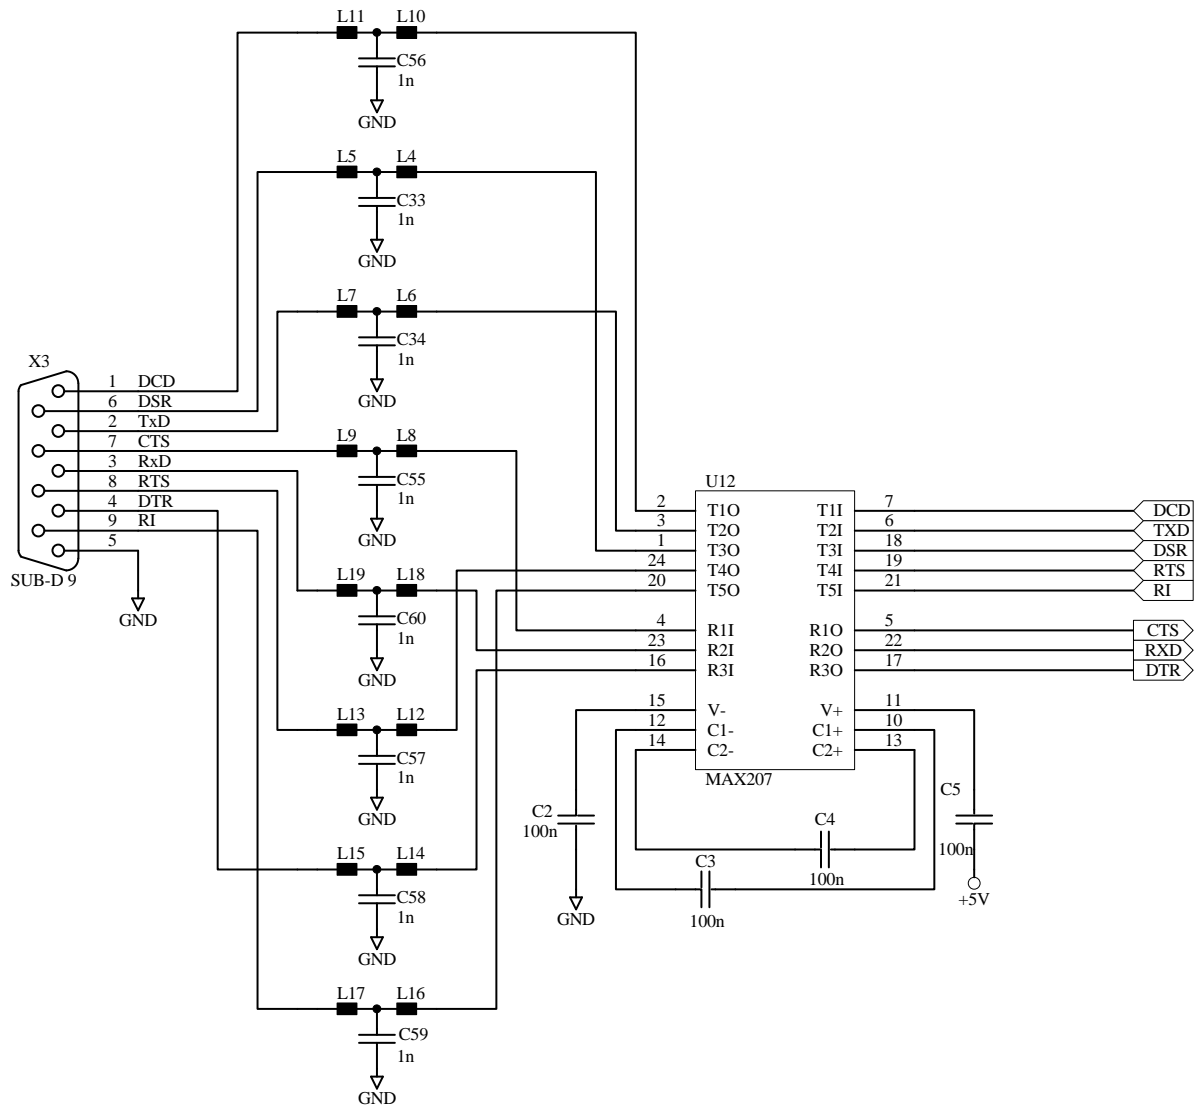 L11 L10
C56
1n
GND
L5 L4
C33
1n
GND
L7 L6
C34
1n
GND
X3
1 DCD
6 DSR
2 TxD
7 CTS
3 RxD
8 RTS
4 DTR
9 RI
5
SUB-D 9
GND
L9 L8
C55
1n
GND
L19 L18
C60
1n
GND
L13 L12
C57
1n
GND
L15 L14
C58
1n
GND
L17 L16
C59
1n
GND
U12
2 T1O T1I 7 DCD
3 T2O T2I 6 TXD
1 T3O T3I 18 DSR
24 T4O T4I 19 RTS
20 T5O T5I 21 RI
4 R1I R1O 5 CTS
23 R2I R2O 22 RXD
16 R3I R3O 17 DTR
15 V- V+ 11
12 C1- C1+ 10
14 C2- C2+ 13
MAX207
C2
100n
GND
C4
100n
C3
100n
C5
100n
+5V